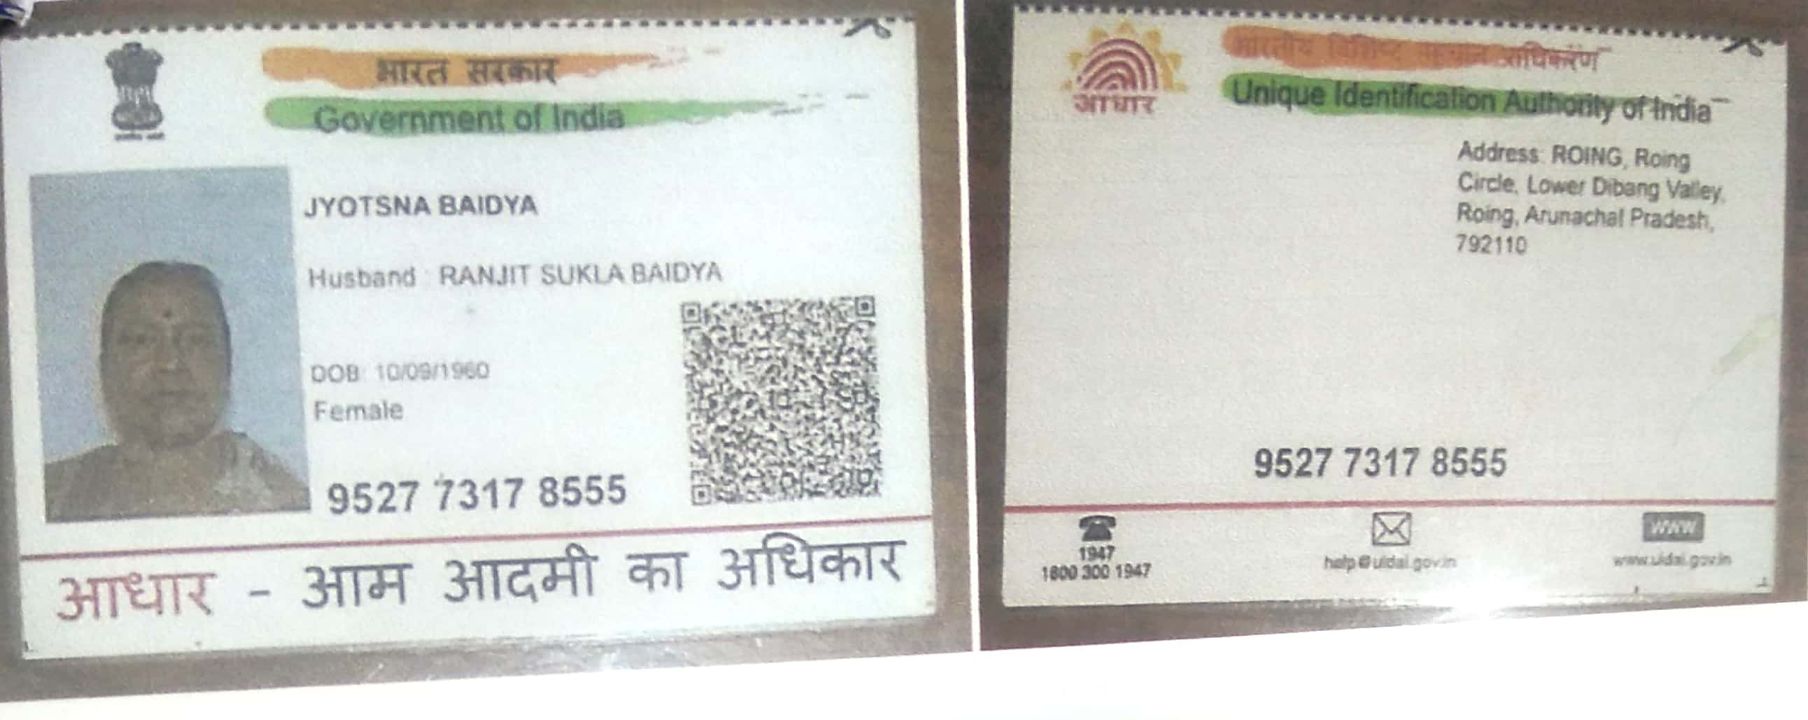 भारत सरकार
Government of India
JYOTSNA BAIDYA
Husband : RANJIT SUKLA BAIDYA
DOB: 10/09/1960
Female
9527 7317 8555
आधार - आम आदमी का अधिकार
आधार
भारतीय विशिष्ट पहचान प्राधिकरण
Unique Identification Authority of India
Address: ROING, Roing
Circle, Lower Dibang Valley,
Roing, Arunachal Pradesh,
792110
9527 7317 8555
1947
1800 300 1947
help@uidai.gov.in
WWW
www.uidai.gov.in